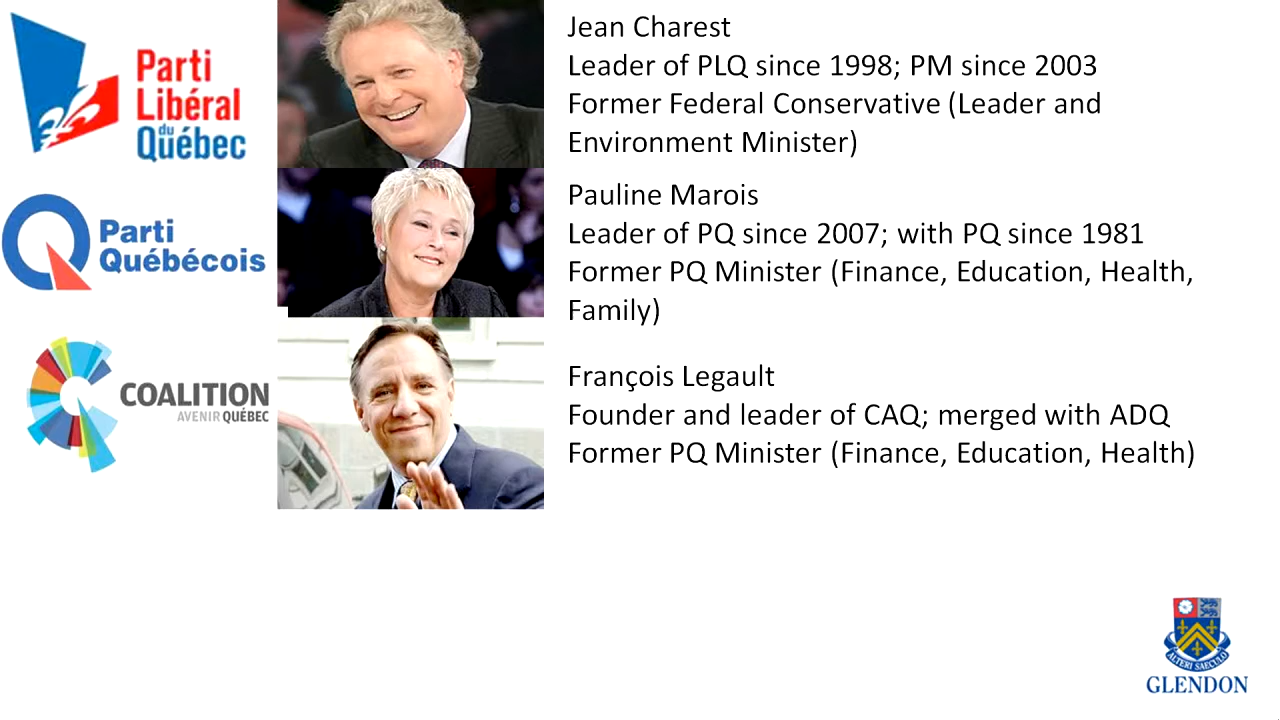 Parti
Libéral
du
Québec
Jean Charest
Leader of PLQ since 1998; PM since 2003
Former Federal Conservative (Leader and
Environment Minister)
Parti
Québécois
Pauline Marois
Leader of PQ since 2007; with PQ since 1981
Former PQ Minister (Finance, Education, Health,
Family)
COALITION
AVENIR QUÉBEC
François Legault
Founder and leader of CAQ; merged with ADQ
Former PQ Minister (Finance, Education, Health)
ALTERI SAECULO
GLENDON